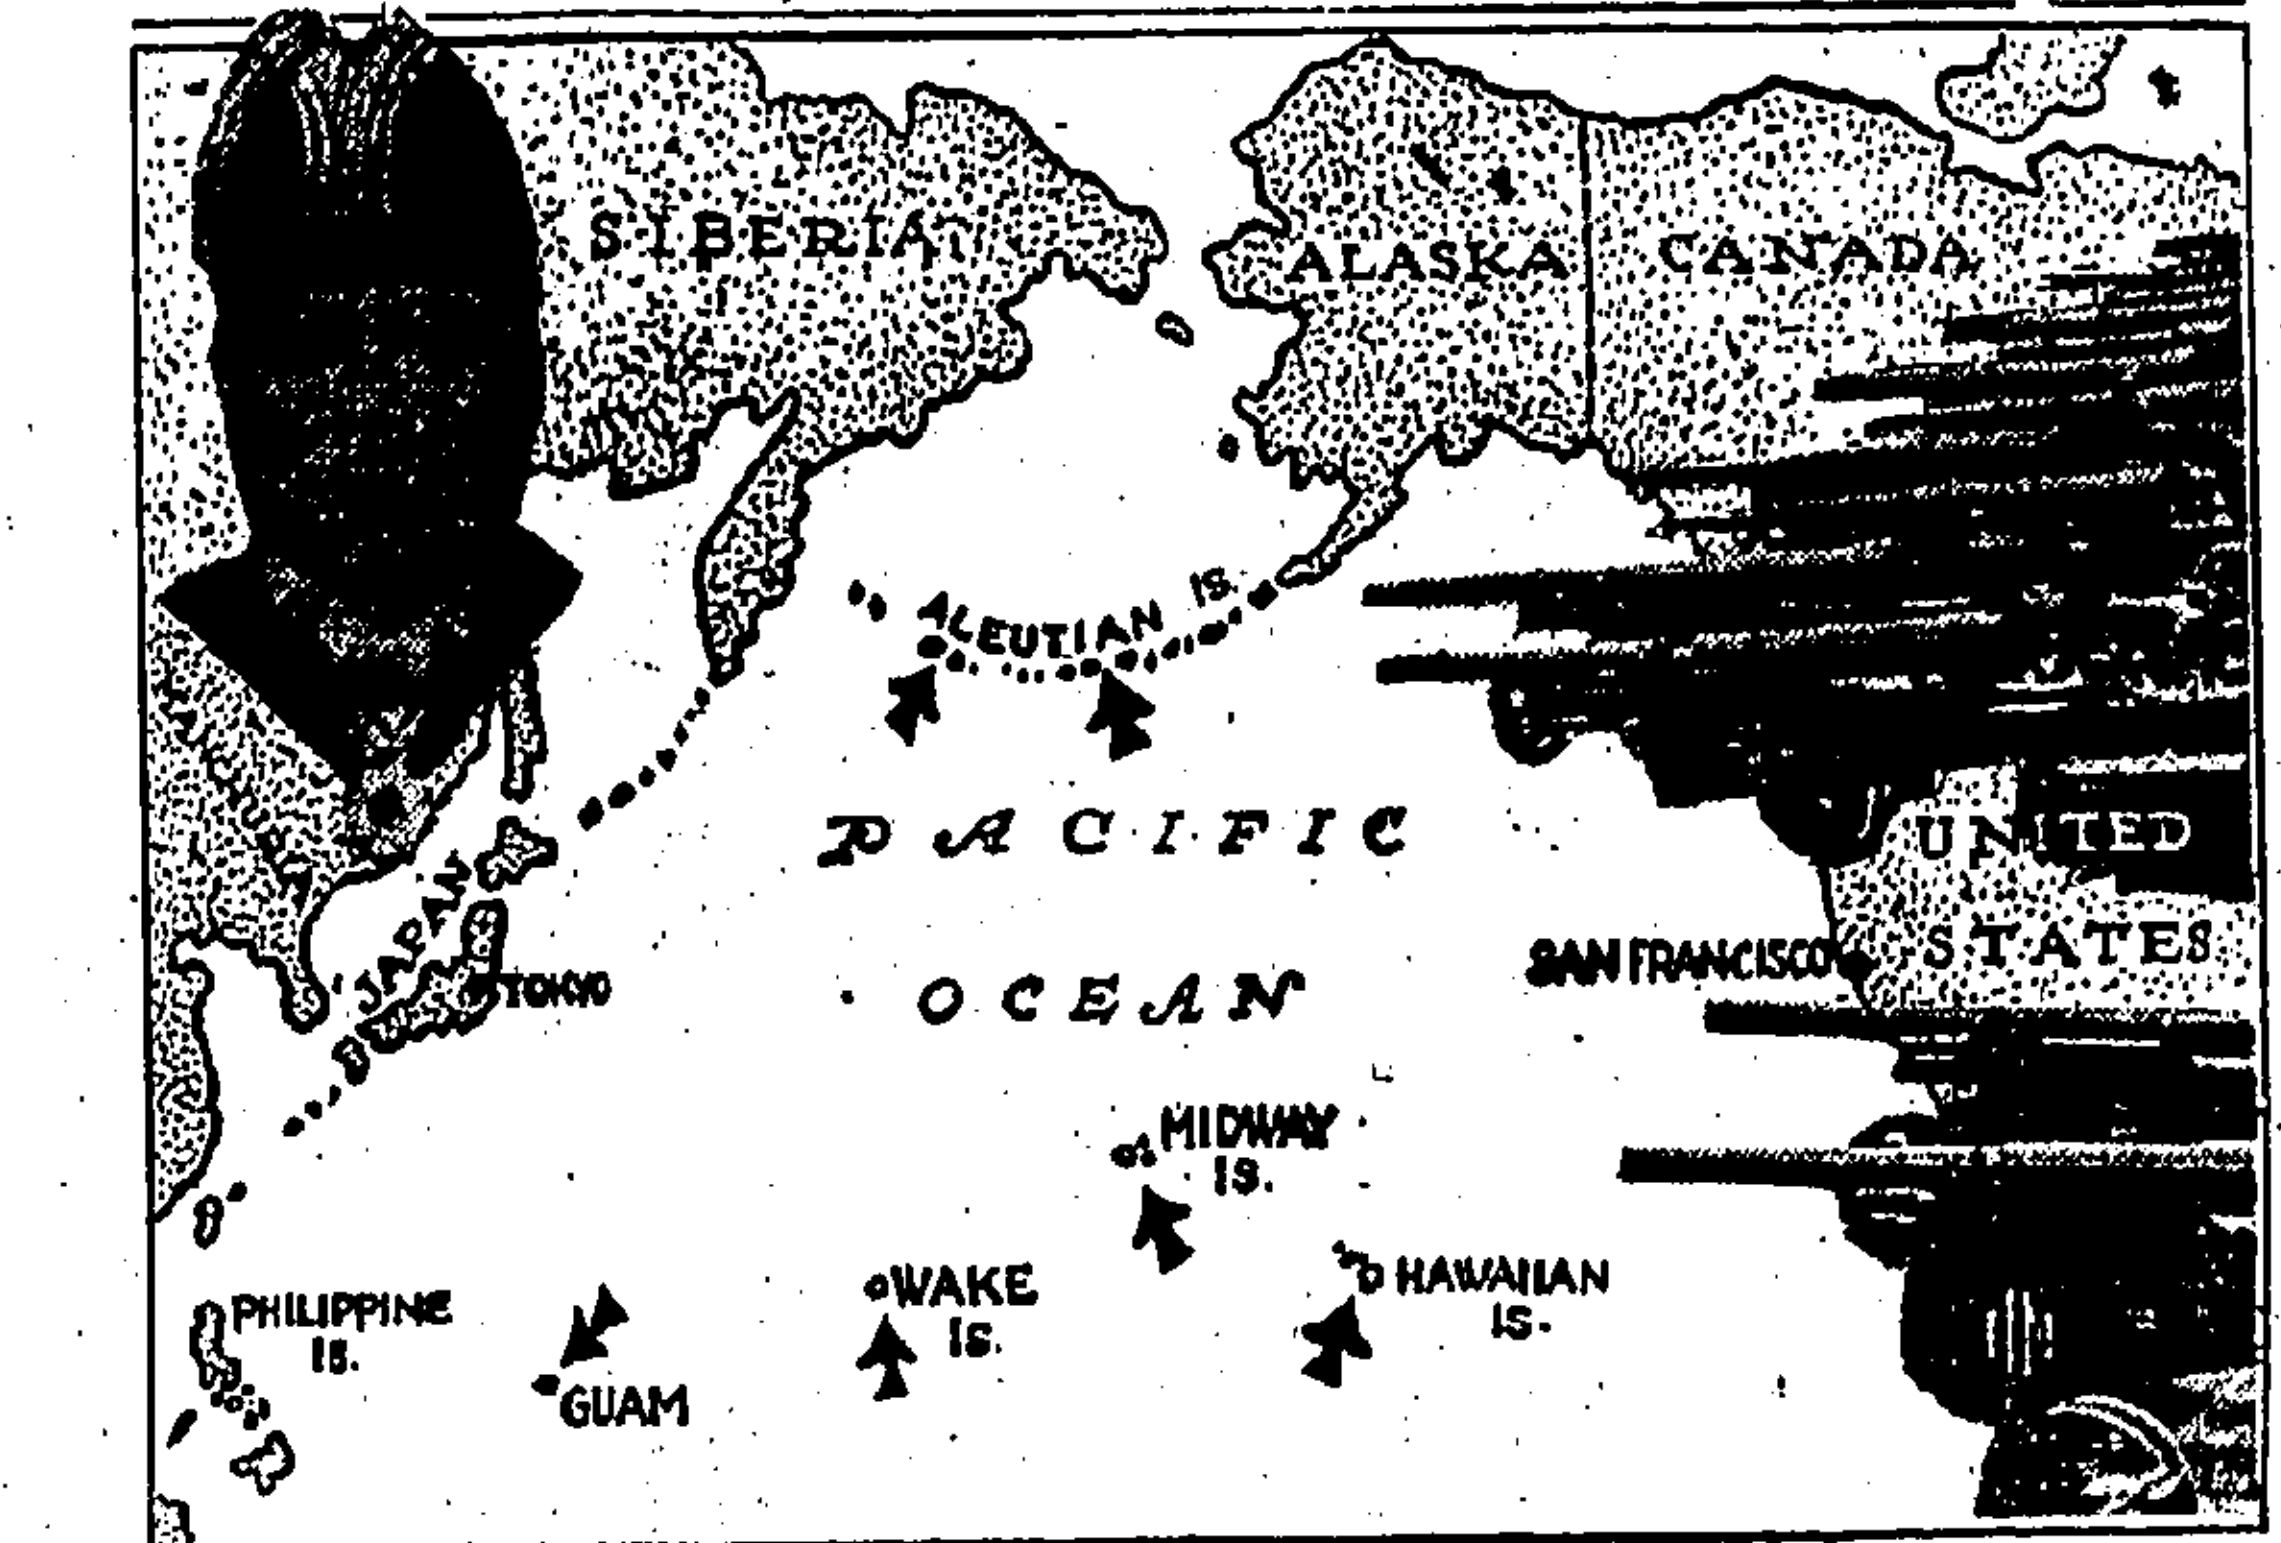 SIBERIA
ALASKA
CANADA
ALEUTIAN IS.
PACIFIC
OCEAN
UNITED
STATES
SAN FRANCISCO
JAPAN
TOKYO
MIDWAY
IS.
WAKE
IS.
HAWAIIAN
IS.
PHILIPPINE
IS.
GUAM